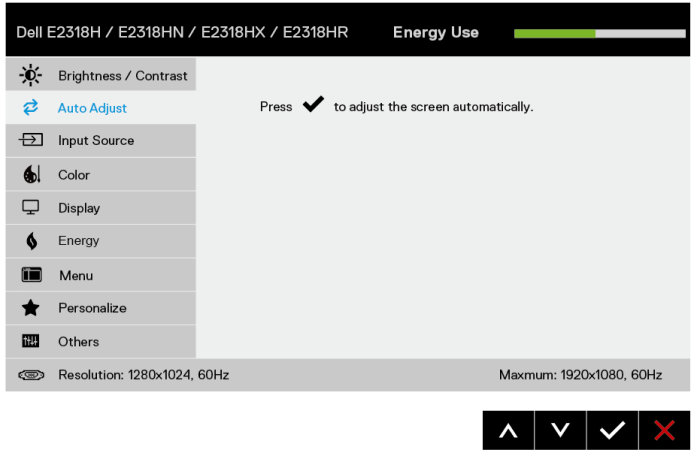 Dell E2318H / E2318HN / E2318HX / E2318HR Energy Use
Brightness / Contrast
Auto Adjust
Press to adjust the screen automatically.
Input Source
Color
Display
Energy
Menu
Personalize
Others
Resolution: 1280x1024, 60Hz Maxmum: 1920x1080, 60Hz